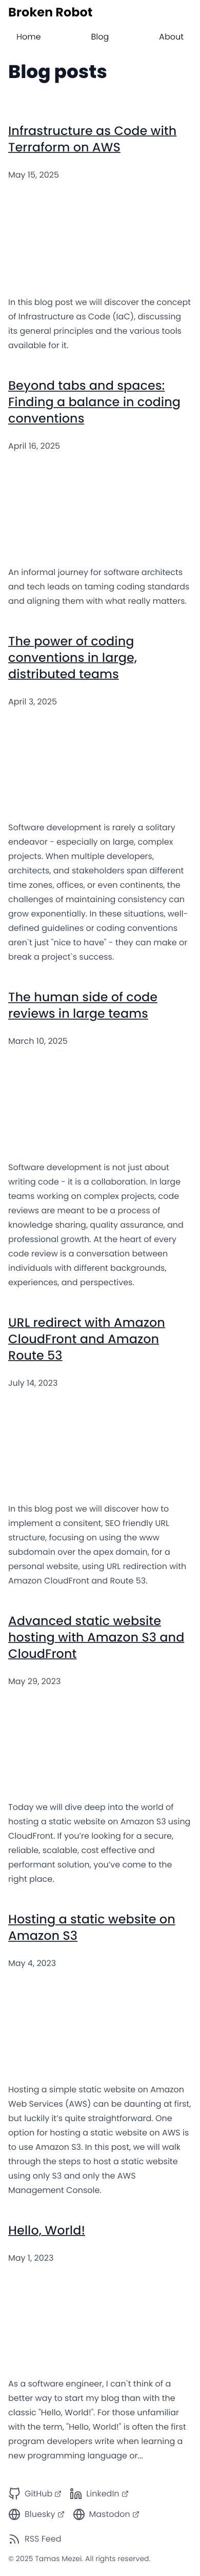 Broken Robot
Home Blog About
Blog posts
Infrastructure as Code with
Terraform on AWS
May 15, 2025
In this blog post we will discover the concept
of Infrastructure as Code (IaC), discussing
its general principles and the various tools
available for it.
Beyond tabs and spaces:
Finding a balance in coding
conventions
April 16, 2025
An informal journey for software architects
and tech leads on taming coding standards
and aligning them with what really matters.
The power of coding
conventions in large,
distributed teams
April 3, 2025
Software development is rarely a solitary
endeavor - especially on large, complex
projects. When multiple developers,
architects, and stakeholders span different
time zones, offices, or even continents, the
challenges of maintaining consistency can
grow exponentially. In these situations, well-
defined guidelines or coding conventions
aren`t just "nice to have" - they can make or
break a project`s success.
The human side of code
reviews in large teams
March 10, 2025
Software development is not just about
writing code - it is a collaboration. In large
teams working on complex projects, code
reviews are meant to be a process of
knowledge sharing, quality assurance, and
professional growth. At the heart of every
code review is a conversation between
individuals with different backgrounds,
experiences, and perspectives.
URL redirect with Amazon
CloudFront and Amazon
Route 53
July 14, 2023
In this blog post we will discover how to
implement a consitent, SEO friendly URL
structure, focusing on using the www
subdomain over the apex domain, for a
personal website, using URL redirection with
Amazon CloudFront and Route 53.
Advanced static website
hosting with Amazon S3 and
CloudFront
May 29, 2023
Today we will dive deep into the world of
hosting a static website on Amazon S3 using
CloudFront. If you’re looking for a secure,
reliable, scalable, cost effective and
performant solution, you’ve come to the
right place.
Hosting a static website on
Amazon S3
May 4, 2023
Hosting a simple static website on Amazon
Web Services (AWS) can be daunting at first,
but luckily it’s quite straightforward. One
option for hosting a static website on AWS is
to use Amazon S3. In this post, we will walk
through the steps to host a static website
using only S3 and only the AWS
Management Console.
Hello, World!
May 1, 2023
As a software engineer, I can`t think of a
better way to start my blog than with the
classic "Hello, World!". For those unfamiliar
with the term, "Hello, World!" is often the first
program developers write when learning a
new programming language or...
GitHub LinkedIn
Bluesky Mastodon
RSS Feed
© 2025 Tamas Mezei. All rights reserved.